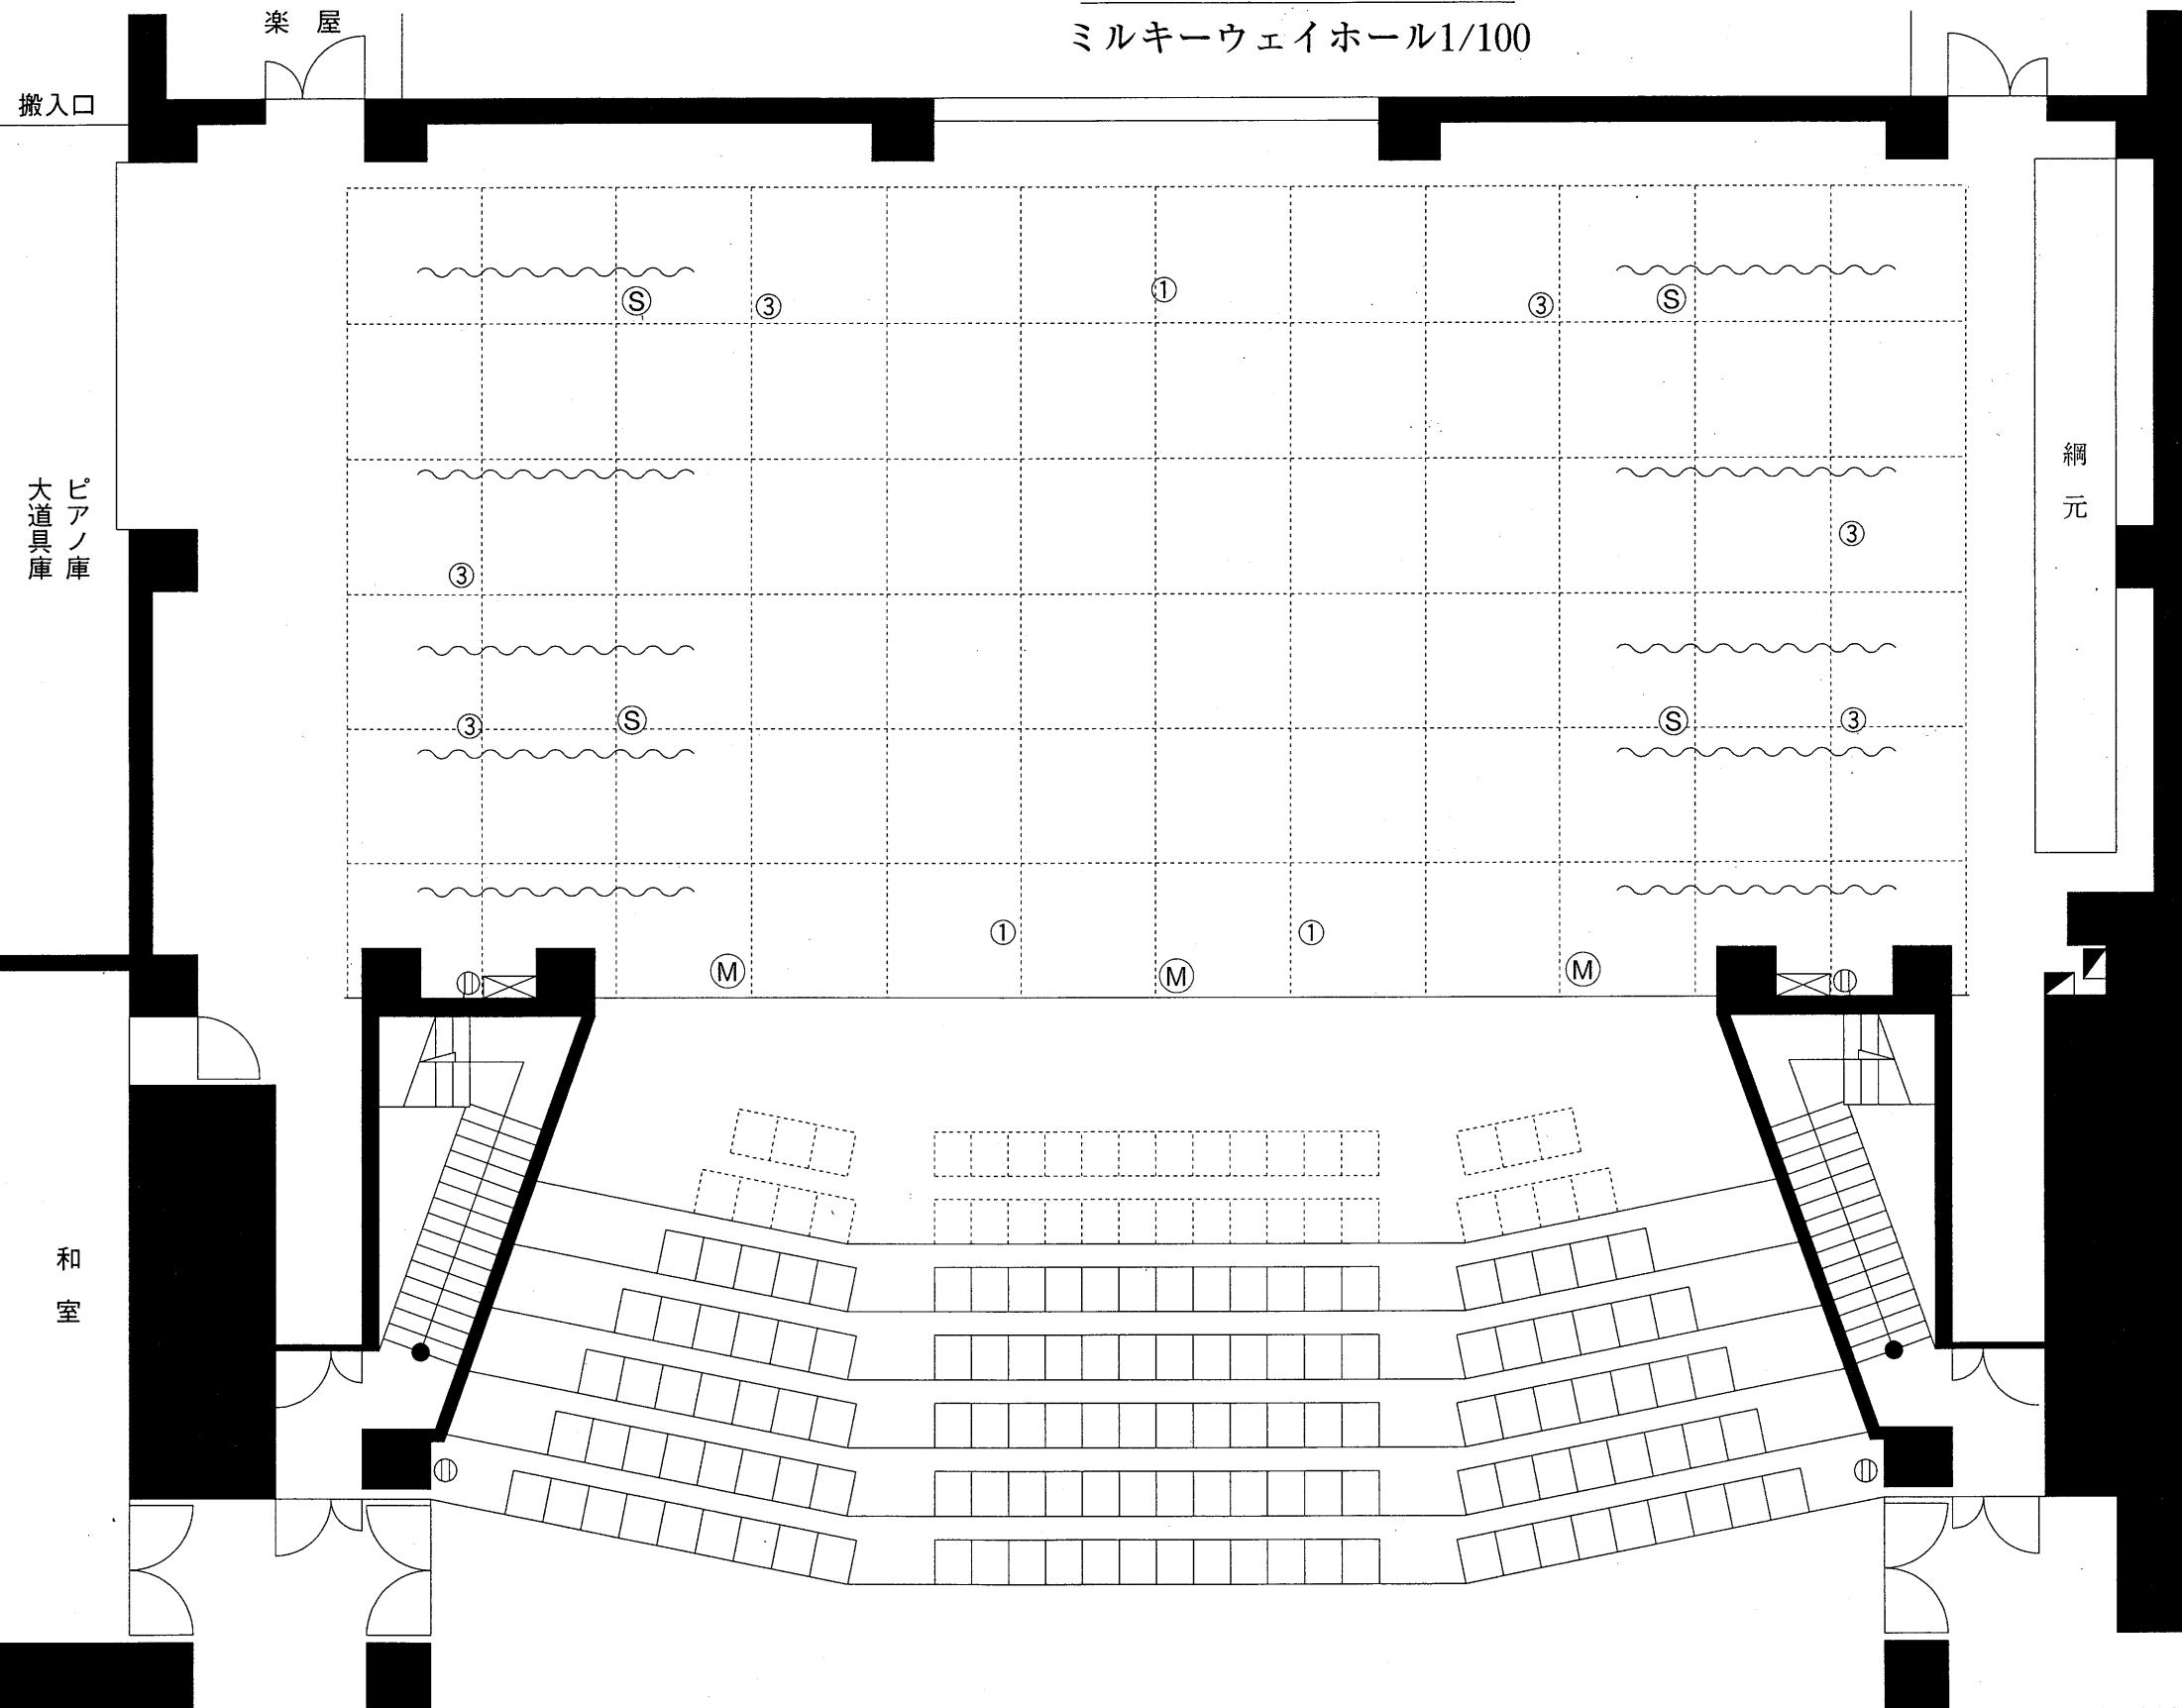 楽屋
ミルキーウェイホール1/100
搬入口
Ⓢ
③
①
③
Ⓢ
綱元
ピアノ庫
大道具庫
③
③
③
Ⓢ
Ⓢ
③
①
①
Ⓜ
Ⓜ
Ⓜ
和室